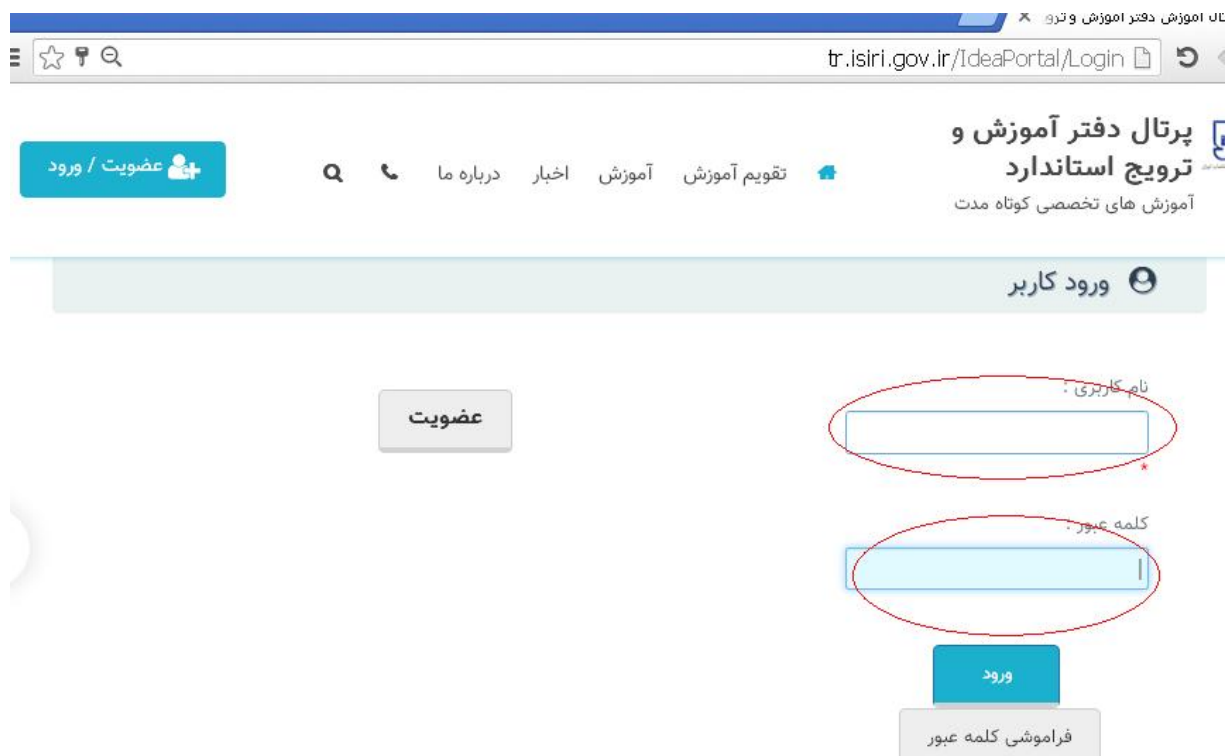 آموزش دفتر آموزش و ترو
tr.isiri.gov.ir/IdeaPortal/Login
پرتال دفتر آموزش و
ترویج استاندارد
آموزش های تخصصی کوتاه مدت
تقویم آموزش
آموزش
اخبار
درباره ما
عضویت / ورود
ورود کاربر
نام کاربری :
*
عضویت
کلمه عبور :
ورود
فراموشی کلمه عبور